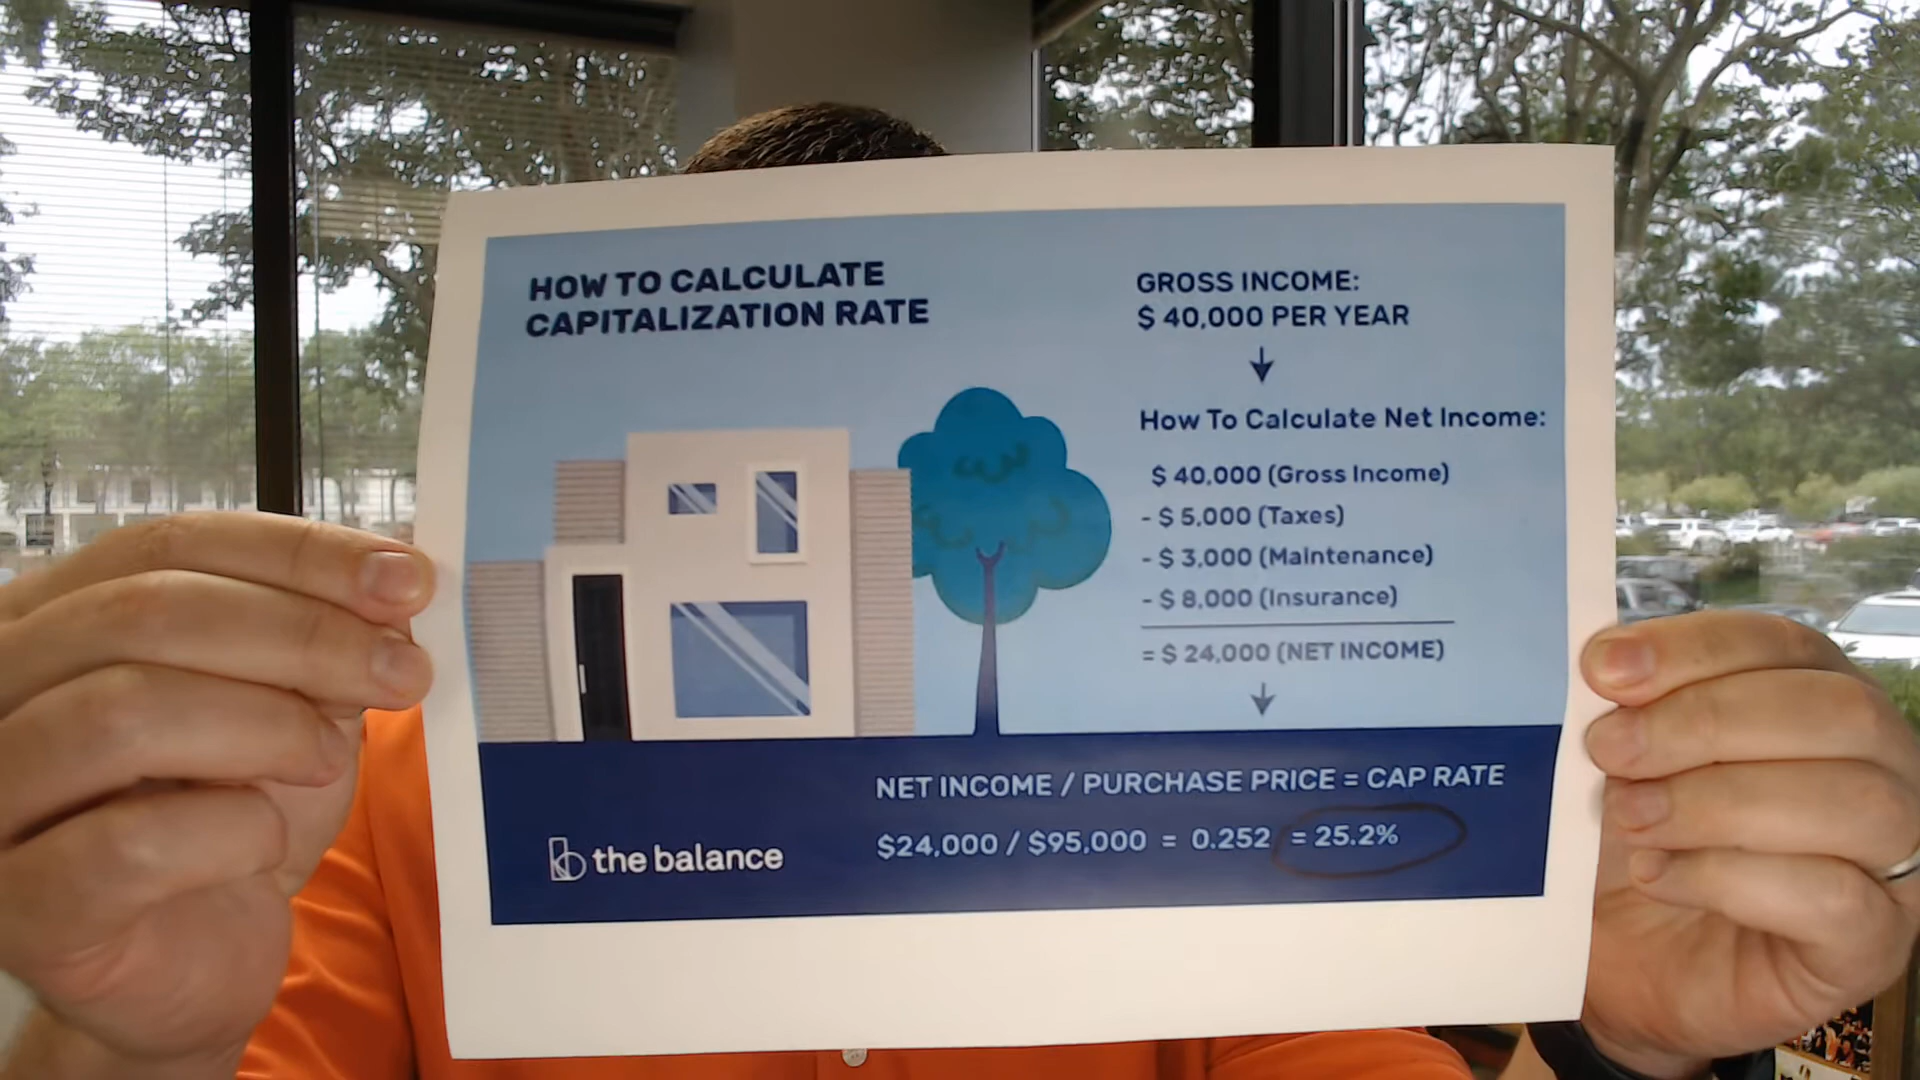 HOW TO CALCULATE
CAPITALIZATION RATE
GROSS INCOME:
$ 40,000 PER YEAR
How To Calculate Net Income:
$ 40,000 (Gross Income)
- $ 5,000 (Taxes)
- $ 3,000 (Maintenance)
- $ 8,000 (Insurance)
= $ 24,000 (NET INCOME)
NET INCOME / PURCHASE PRICE = CAP RATE
$24,000 / $95,000 = 0.252 = 25.2%
the balance